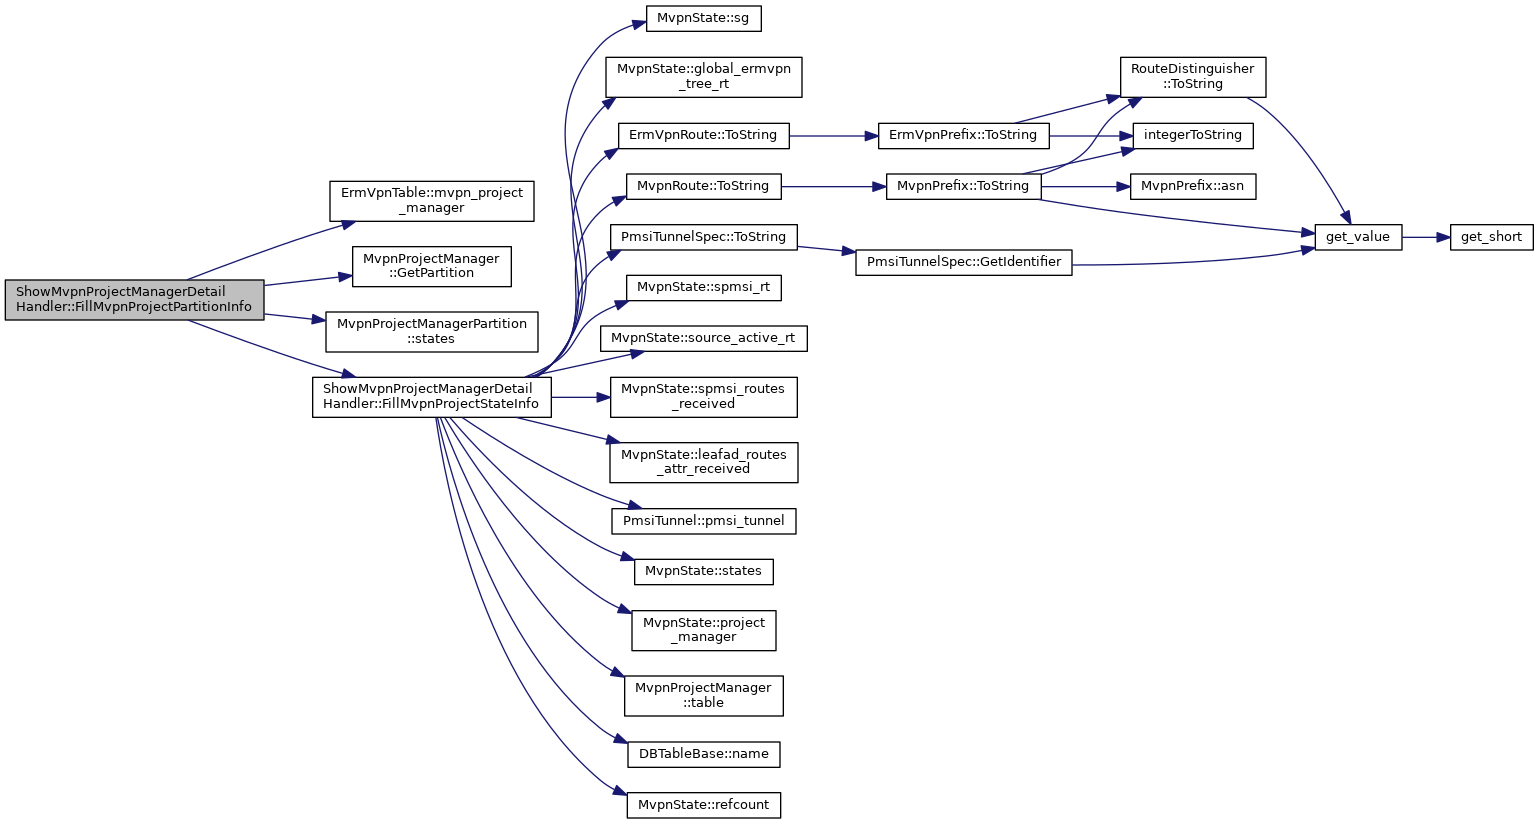 ShowMvpnProjectManagerDetail
Handler::FillMvpnProjectPartitionInfo
ErmVpnTable::mvpn_project
_manager
MvpnProjectManager
::GetPartition
MvpnProjectManagerPartition
::states
ShowMvpnProjectManagerDetail
Handler::FillMvpnProjectStateInfo
MvpnState::sg
MvpnState::global_ermvpn
_tree_rt
ErmVpnRoute::ToString
MvpnRoute::ToString
PmsiTunnelSpec::ToString
MvpnState::spmsi_rt
MvpnState::source_active_rt
MvpnState::spmsi_routes
_received
MvpnState::leafad_routes
_attr_received
PmsiTunnel::pmsi_tunnel
MvpnState::states
MvpnState::project
_manager
MvpnProjectManager
::table
DBTableBase::name
MvpnState::refcount
ErmVpnPrefix::ToString
MvpnPrefix::ToString
PmsiTunnelSpec::GetIdentifier
RouteDistinguisher
::ToString
integerToString
MvpnPrefix::asn
get_value
get_short